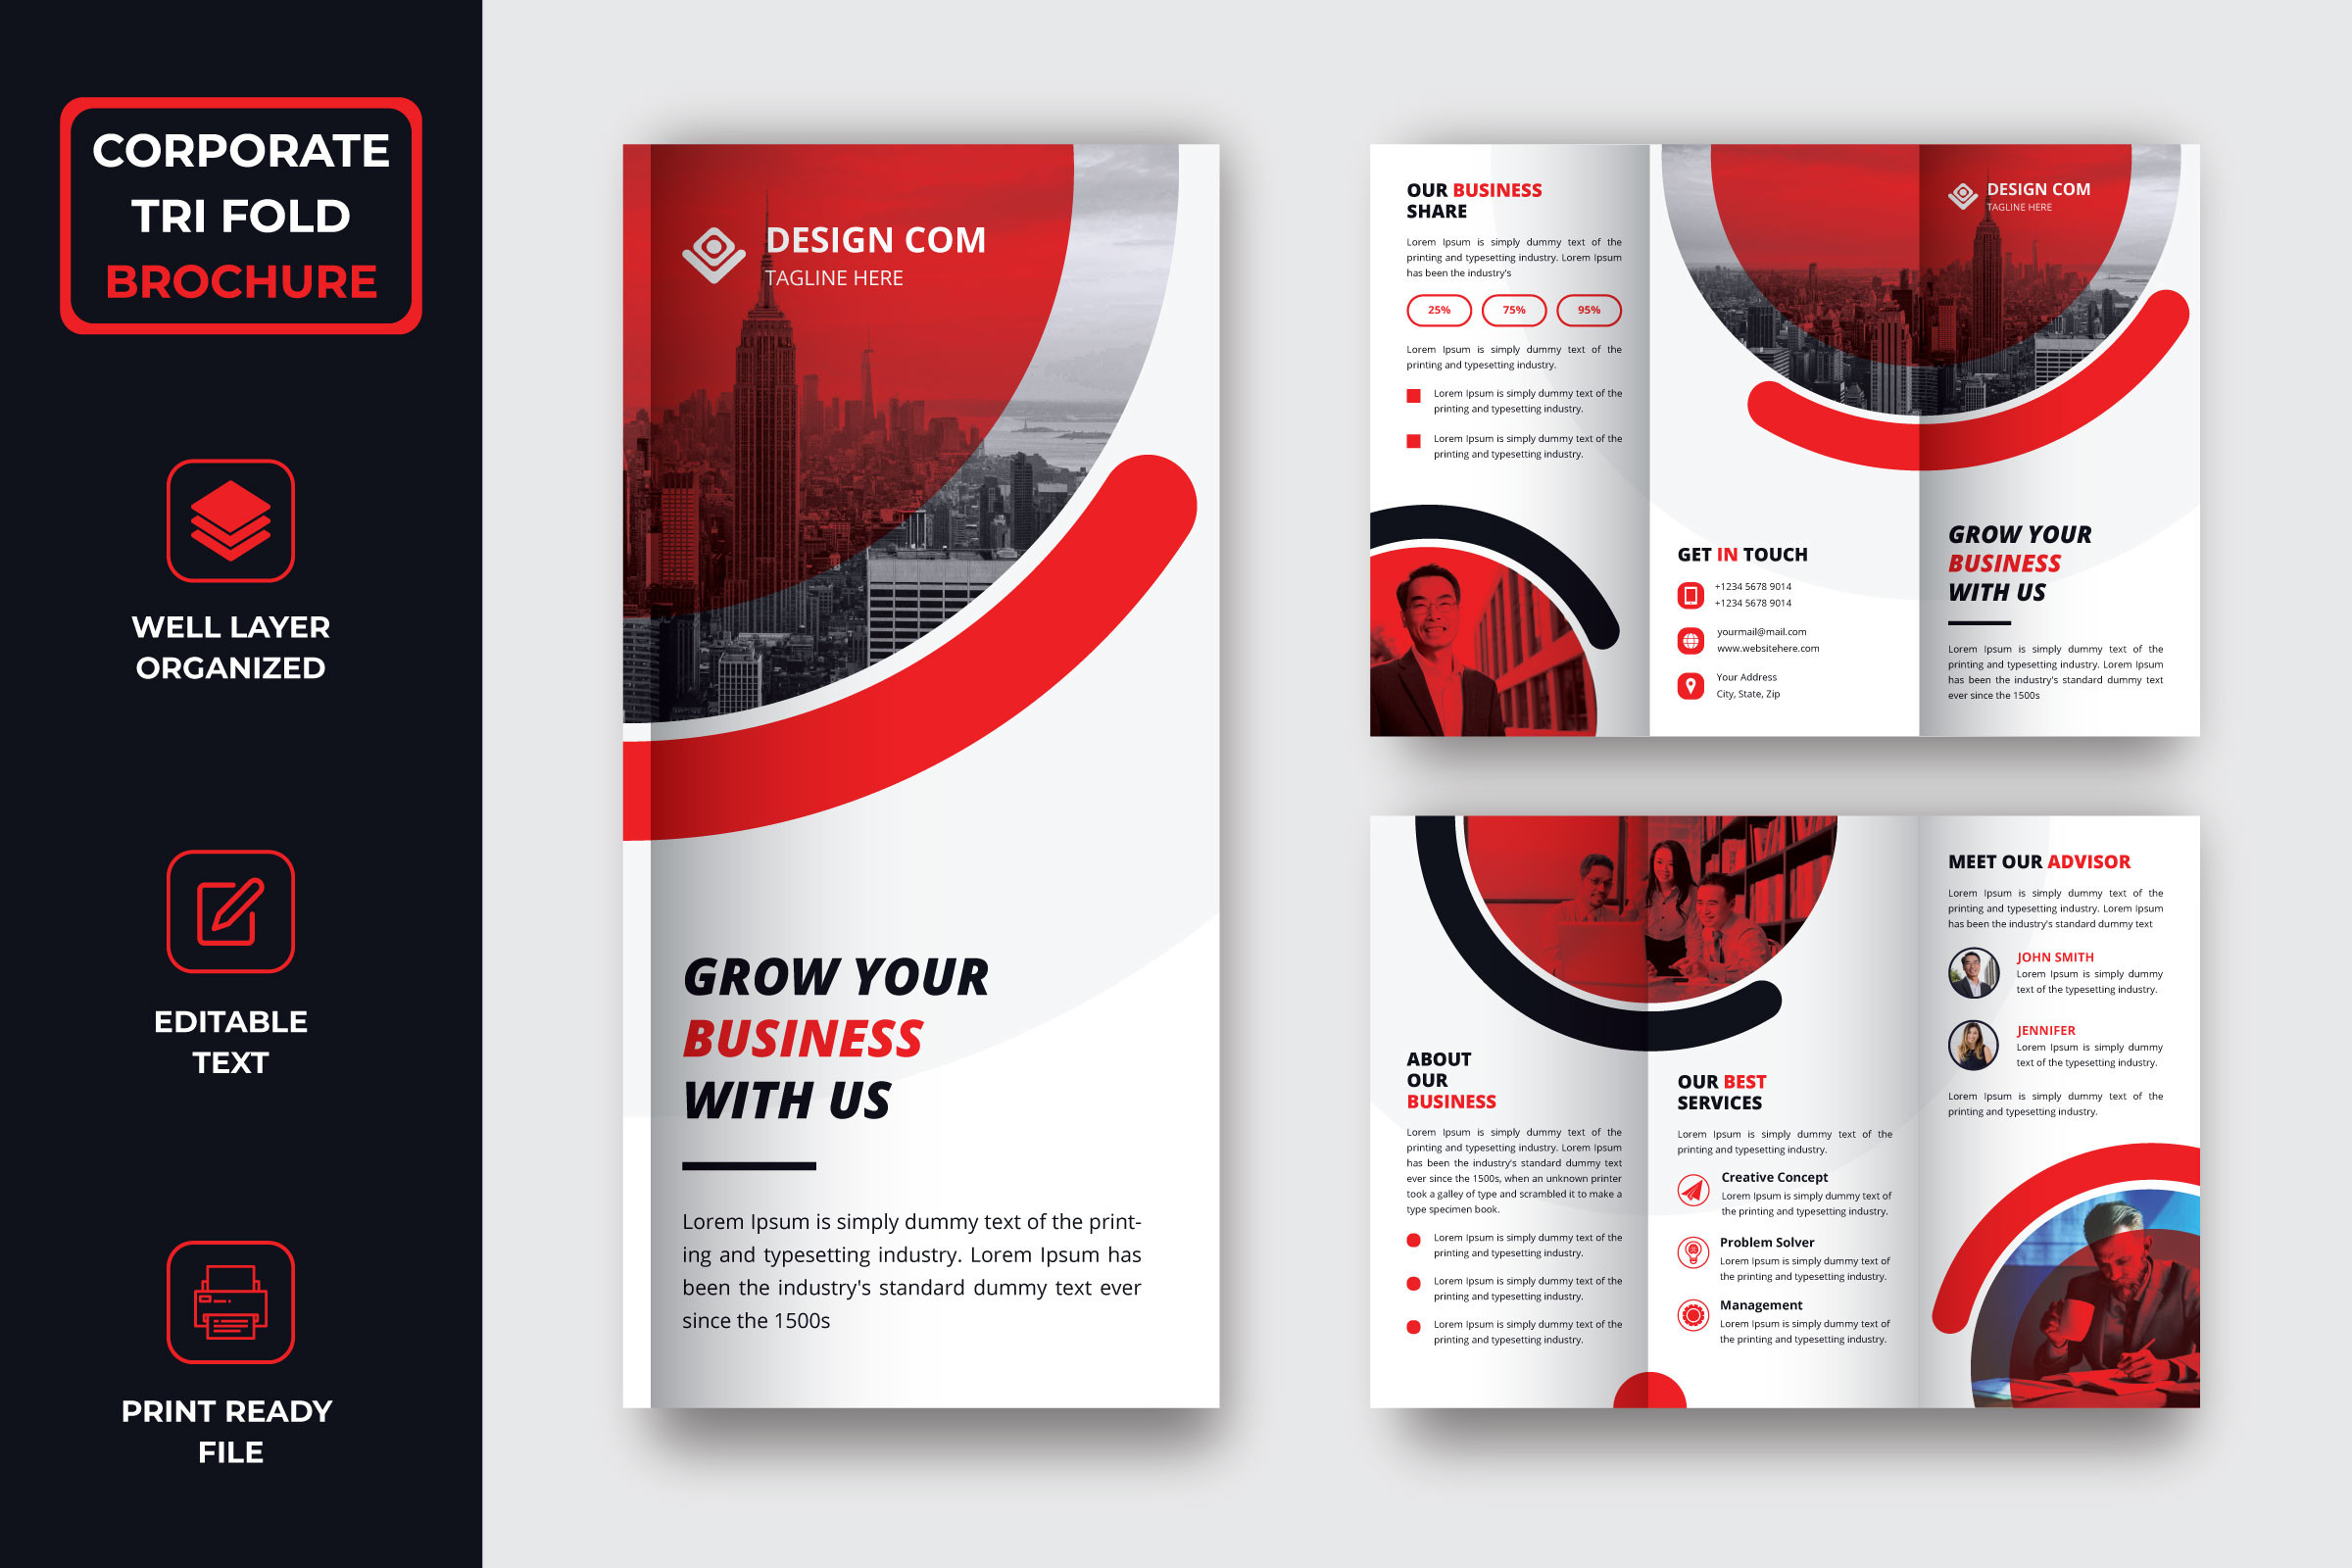 CORPORATE
TRI FOLD
BROCHURE
WELL LAYER
ORGANIZED
EDITABLE
TEXT
PRINT READY
FILE
DESIGN COM
TAGLINE HERE
GROW YOUR
BUSINESS
WITH US
Lorem Ipsum is simply dummy text of the print-
ing and typesetting industry. Lorem Ipsum has
been the industry's standard dummy text ever
since the 1500s
OUR BUSINESS
SHARE
Lorem Ipsum is simply dummy text of the
printing and typesetting industry. Lorem Ipsum
has been the industry's
25% 75% 95%
Lorem Ipsum is simply dummy text of the
printing and typesetting industry.
Lorem Ipsum is simply dummy text of the
printing and typesetting industry.
Lorem Ipsum is simply dummy text of the
printing and typesetting industry.
GET IN TOUCH
+1234 5678 9014
+1234 5678 9014
yourmail@mail.com
www.websitehere.com
Your Address
City, State, Zip
DESIGN COM
TAGLINE HERE
GROW YOUR
BUSINESS
WITH US
Lorem Ipsum is simply dummy text of the
printing and typesetting industry. Lorem Ipsum
has been the industry's standard dummy text
ever since the 1500s
ABOUT
OUR
BUSINESS
Lorem Ipsum is simply dummy text of the
printing and typesetting industry. Lorem Ipsum
has been the industry's standard dummy text
ever since the 1500s, when an unknown printer
took a galley of type and scrambled it to make a
type specimen book.
Lorem Ipsum is simply dummy text of the
printing and typesetting industry.
Lorem Ipsum is simply dummy text of the
printing and typesetting industry.
Lorem Ipsum is simply dummy text of the
printing and typesetting industry.
OUR BEST
SERVICES
Lorem Ipsum is simply dummy text of the
printing and typesetting industry.
Creative Concept
Lorem Ipsum is simply dummy text of
the printing and typesetting industry.
Problem Solver
Lorem Ipsum is simply dummy text of
the printing and typesetting industry.
Management
Lorem Ipsum is simply dummy text of
the printing and typesetting industry.
MEET OUR ADVISOR
Lorem Ipsum is simply dummy text of the
printing and typesetting industry. Lorem Ipsum
has been the industry's standard dummy text
JOHN SMITH
Lorem Ipsum is simply dummy
text of the typesetting industry.
JENNIFER
Lorem Ipsum is simply dummy
text of the typesetting industry.
Lorem Ipsum is simply dummy text of the
printing and typesetting industry.